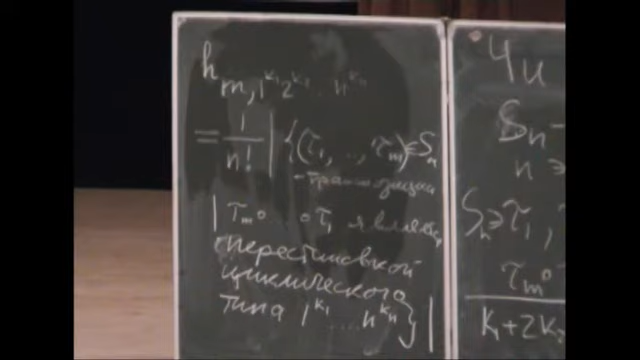 h_{m, 1^{k_1} 2^{k_2} ... n^{k_n}}
= \frac{1}{n!} | { (τ_1, ..., τ_m) ∈ S_n
- транспозиции
| τ_m ∘ ... ∘ τ_1 является
перестановкой
циклического
типа 1^{k_1} ... n^{k_n} } |
Чи
S_n -
n ∋
S_n ∋ τ_1,
τ_m ∘
k_1 + 2k_2